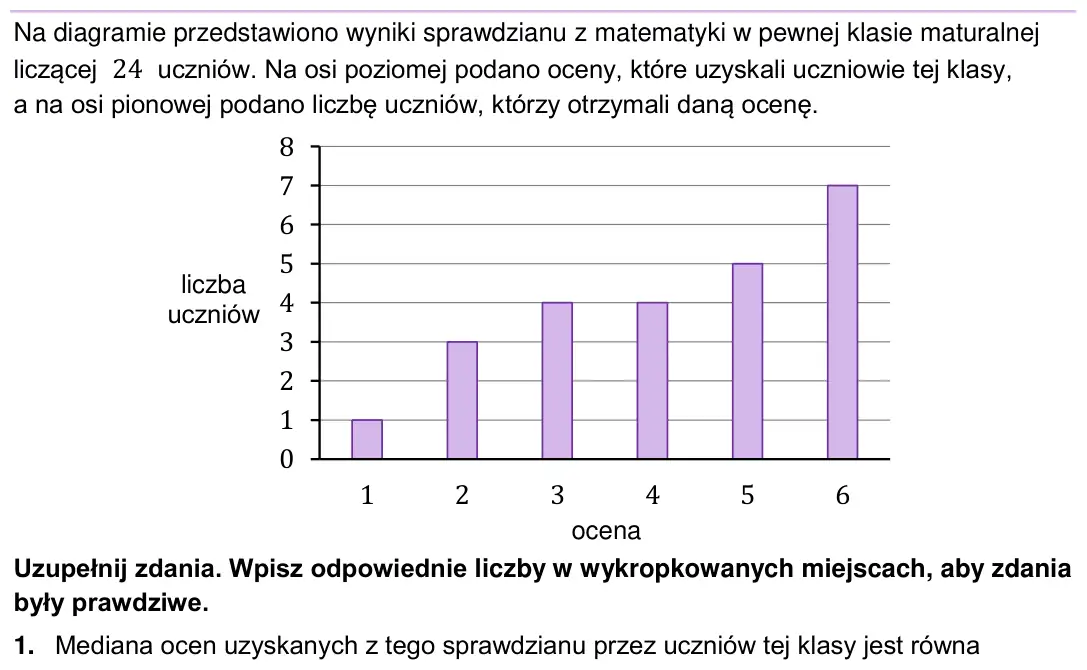 Na diagramie przedstawiono wyniki sprawdzianu z matematyki w pewnej klasie maturalnej
liczącej 24 uczniów. Na osi poziomej podano oceny, które uzyskali uczniowie tej klasy,
a na osi pionowej podano liczbę uczniów, którzy otrzymali daną ocenę.
8
7
6
5
4
3
2
1
0
liczba
uczniów
1 2 3 4 5 6
ocena
Uzupełnij zdania. Wpisz odpowiednie liczby w wykropkowanych miejscach, aby zdania
były prawdziwe.
1. Mediana ocen uzyskanych z tego sprawdzianu przez uczniów tej klasy jest równa